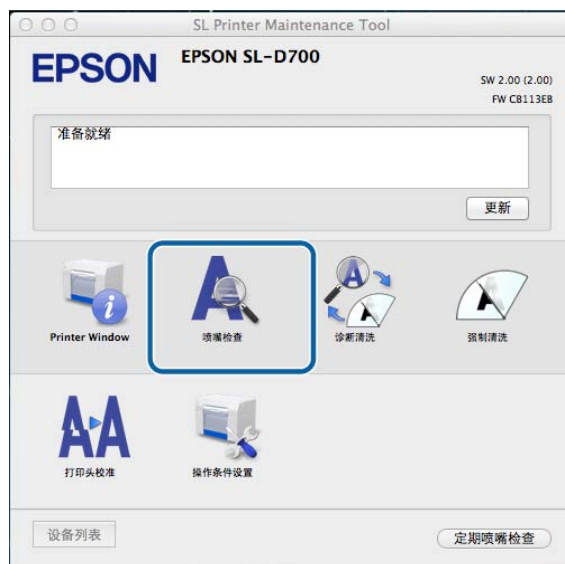 SL Printer Maintenance Tool
EPSON
EPSON SL-D700
SW 2.00 (2.00)
FW CB113EB
准备就绪
更新
Printer Window
喷嘴检查
诊断清洗
强制清洗
打印头校准
操作条件设置
设备列表
定期喷嘴检查